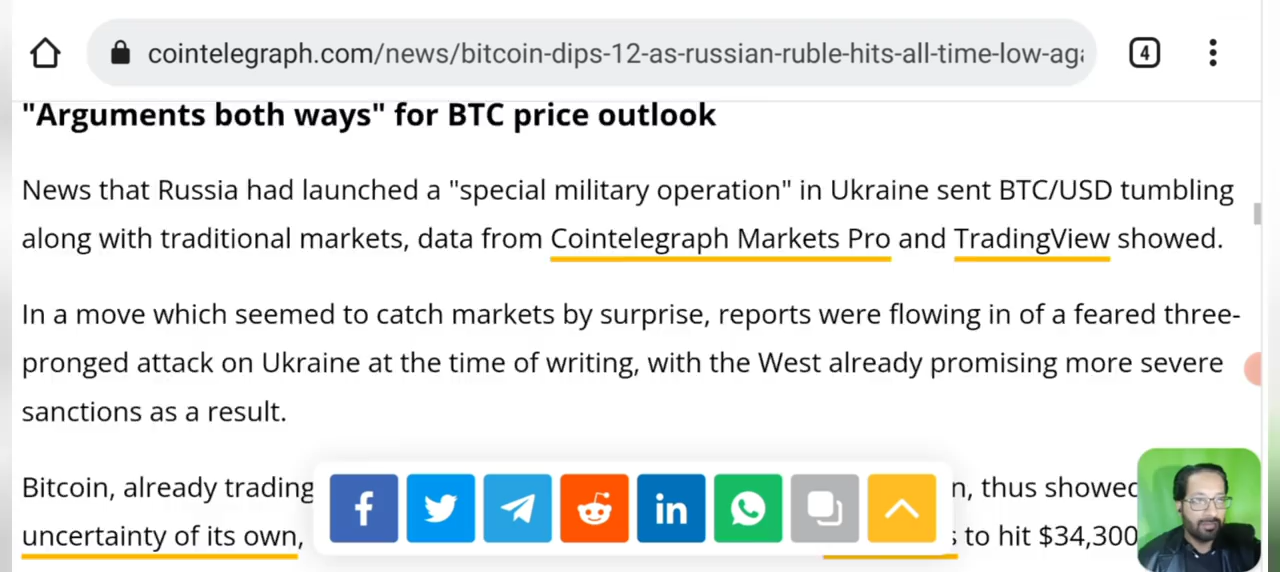 cointelegraph.com/news/bitcoin-dips-12-as-russian-ruble-hits-all-time-low-aga
4
"Arguments both ways" for BTC price outlook
News that Russia had launched a "special military operation" in Ukraine sent BTC/USD tumbling
along with traditional markets, data from Cointelegraph Markets Pro and TradingView showed.
In a move which seemed to catch markets by surprise, reports were flowing in of a feared three-
pronged attack on Ukraine at the time of writing, with the West already promising more severe
sanctions as a result.
Bitcoin, already trading n, thus showed
uncertainty of its own, s to hit $34,300